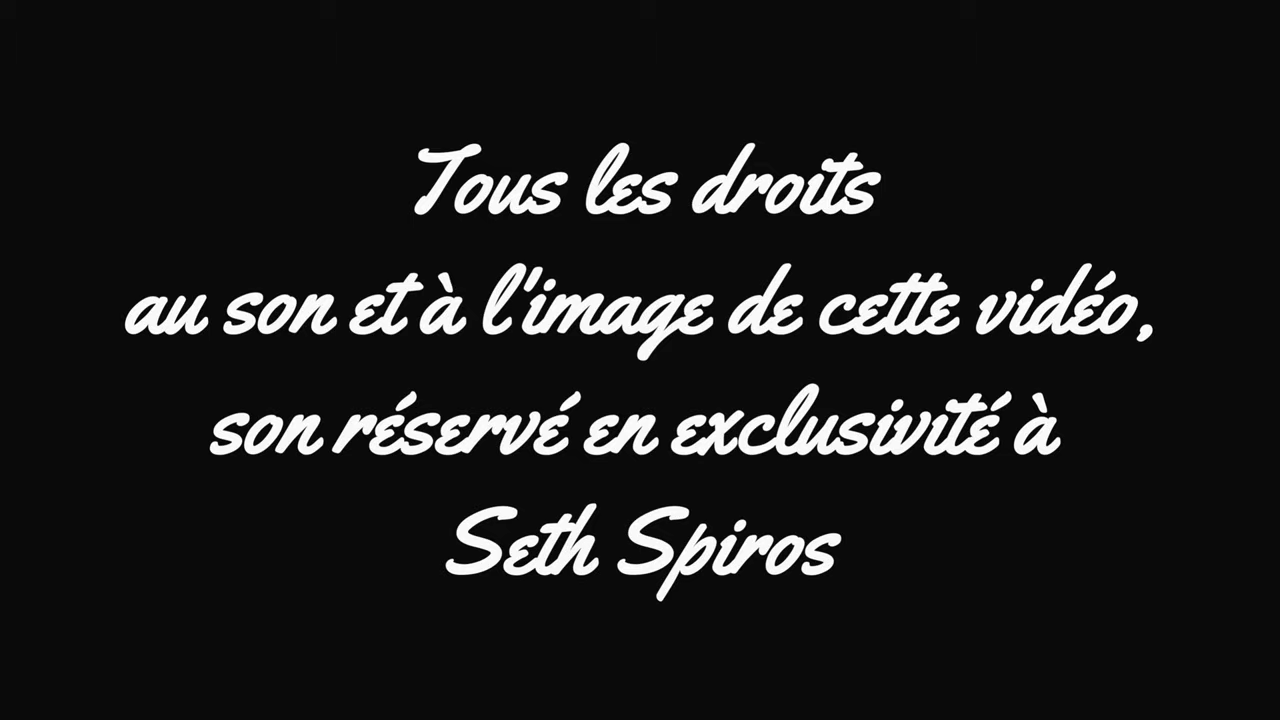 Tous les droits
au son et à l'image de cette vidéo,
son réservé en exclusivité à
Seth Spiros